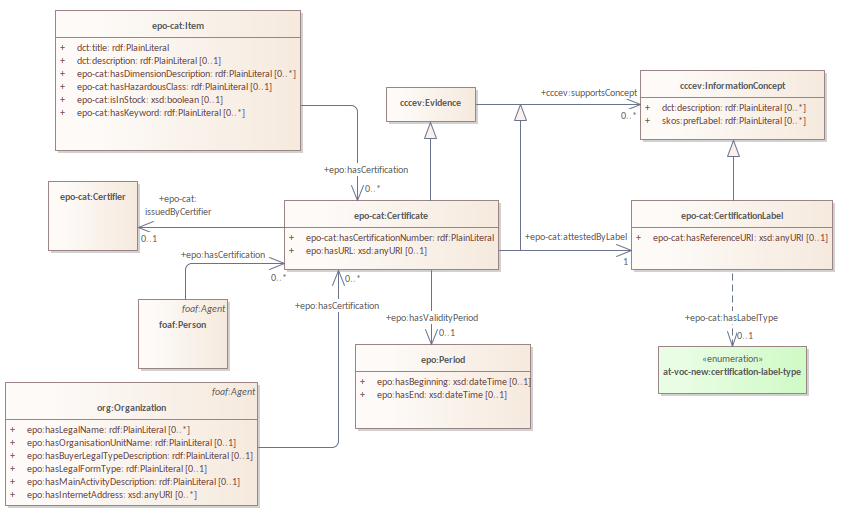 epo-cat:Item
+ dct:title: rdf:PlainLiteral
+ dct:description: rdf:PlainLiteral [0..1]
+ epo-cat:hasDimensionDescription: rdf:PlainLiteral [0..*]
+ epo-cat:hasHazardousClass: rdf:PlainLiteral [0..1]
+ epo-cat:isInStock: xsd:boolean [0..1]
+ epo-cat:hasKeyword: rdf:PlainLiteral [0..*]
cccev:Evidence
+cccev:supportsConcept
0..*
cccev:InformationConcept
+ dct:description: rdf:PlainLiteral [0..*]
+ skos:prefLabel: rdf:PlainLiteral [0..*]
+epo:hasCertification
0..*
epo-cat:Certifier
+epo-cat:
issuedByCertifier
0..1
epo-cat:Certificate
+ epo-cat:hasCertificationNumber: rdf:PlainLiteral
+ epo:hasURL: xsd:anyURI [0..1]
+epo-cat:attestedByLabel
1
epo-cat:CertificationLabel
+ epo-cat:hasReferenceURI: xsd:anyURI [0..1]
+epo:hasCertification
0..*
foaf:Agent
foaf:Person
+epo:hasCertification
0..*
+epo:hasValidityPeriod
0..1
+epo-cat:hasLabelType
0..1
epo:Period
+ epo:hasBeginning: xsd:dateTime [0..1]
+ epo:hasEnd: xsd:dateTime [0..1]
«enumeration»
at-voc-new:certification-label-type
foaf:Agent
org:Organization
+ epo:hasLegalName: rdf:PlainLiteral [0..*]
+ epo:hasOrganisationUnitName: rdf:PlainLiteral [0..1]
+ epo:hasBuyerLegalTypeDescription: rdf:PlainLiteral [0..1]
+ epo:hasLegalFormType: rdf:PlainLiteral [0..1]
+ epo:hasMainActivityDescription: rdf:PlainLiteral [0..1]
+ epo:hasInternetAddress: xsd:anyURI [0..*]